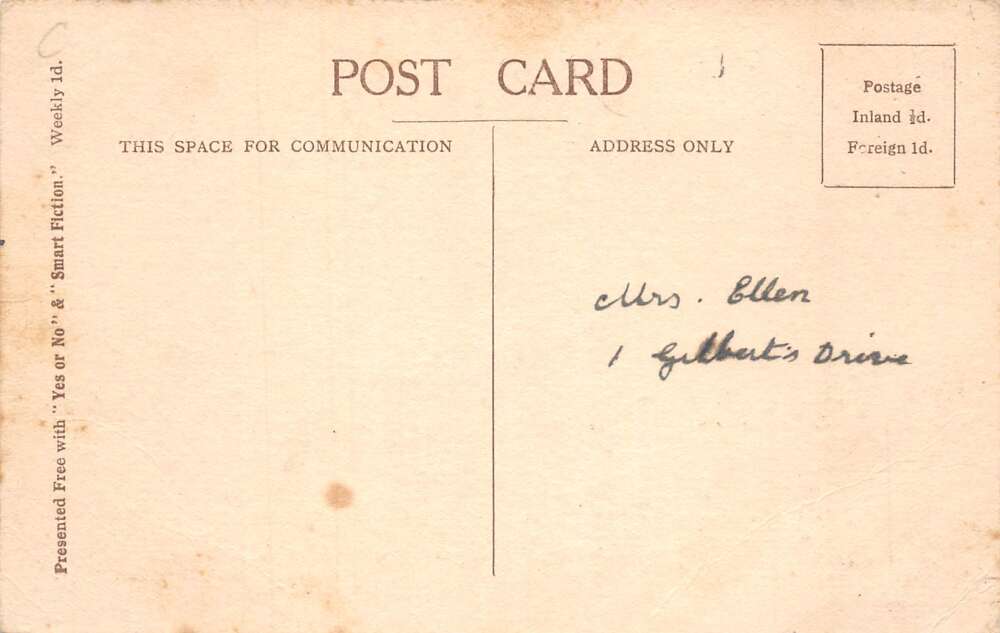 POST CARD
THIS SPACE FOR COMMUNICATION
ADDRESS ONLY
Postage
Inland ½d.
Foreign 1d.
Mrs. Ellen
1 Gilbert's Drive
Presented Free with "Yes or No" & "Smart Fiction." Weekly 1d.